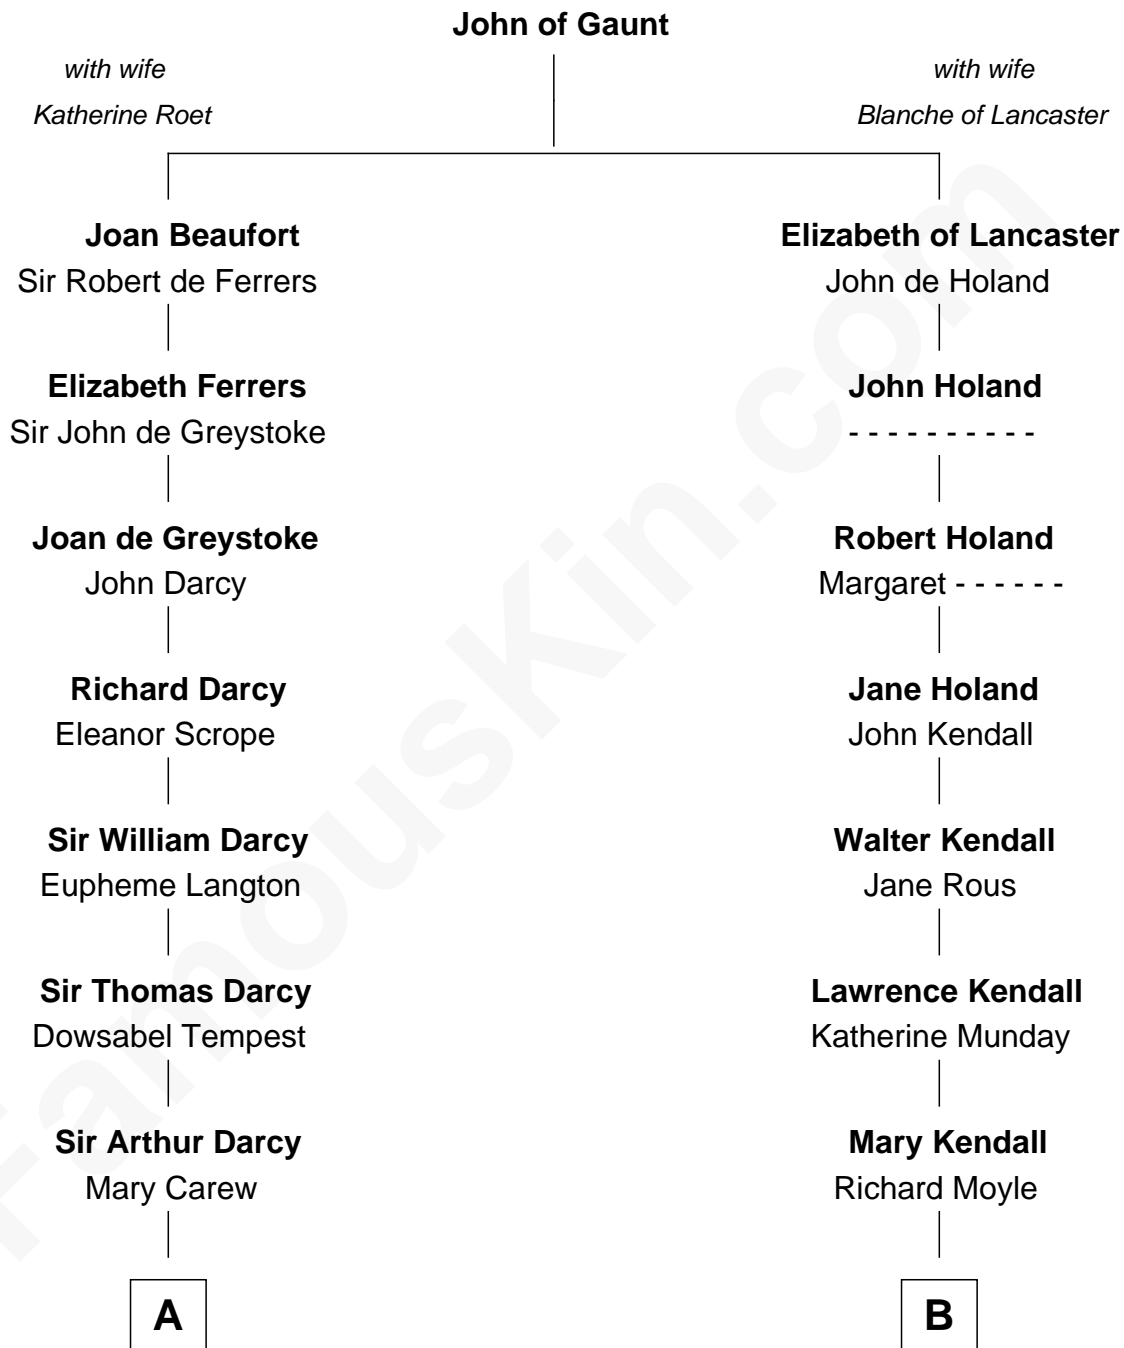 John of Gaunt
with wife
Katherine Roet
with wife
Blanche of Lancaster
Joan Beaufort
Sir Robert de Ferrers
Elizabeth of Lancaster
John de Holand
Elizabeth Ferrers
Sir John de Greystoke
John Holand
- - - - - - - - - -
Joan de Greystoke
John Darcy
Robert Holand
Margaret - - - - - -
Richard Darcy
Eleanor Scrope
Jane Holand
John Kendall
Sir William Darcy
Eupheme Langton
Walter Kendall
Jane Rous
Sir Thomas Darcy
Dowsabel Tempest
Lawrence Kendall
Katherine Munday
Sir Arthur Darcy
Mary Carew
Mary Kendall
Richard Moyle
A
B
FamousKin.com